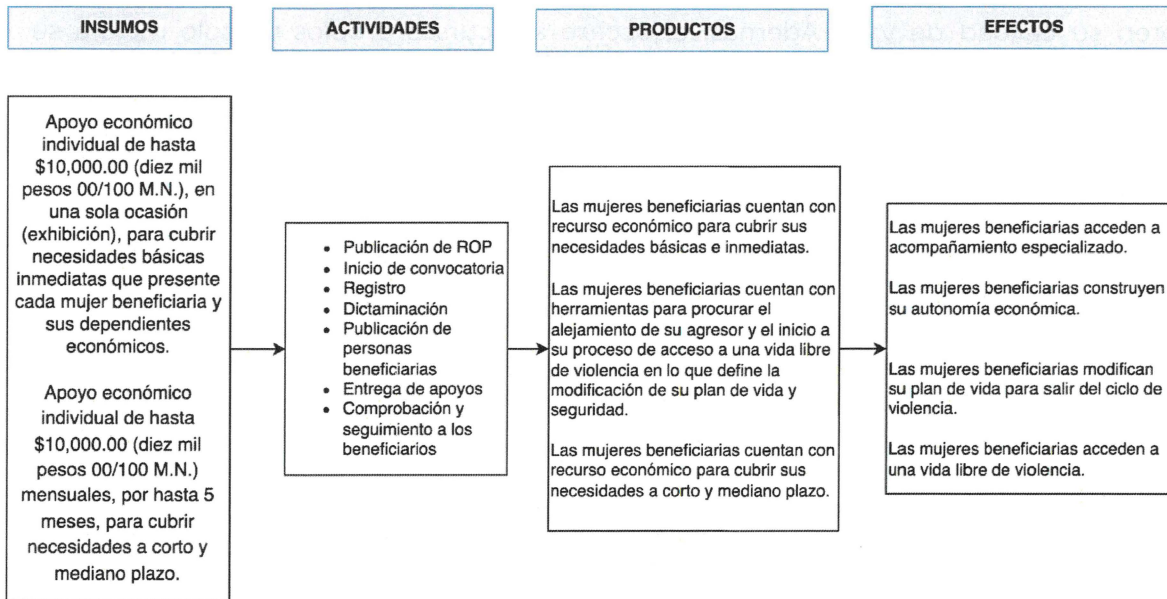 INSUMOS
ACTIVIDADES
PRODUCTOS
EFECTOS
Apoyo económico
individual de hasta
$10,000.00 (diez mil
pesos 00/100 M.N.), en
una sola ocasión
(exhibición), para cubrir
necesidades básicas
inmediatas que presente
cada mujer beneficiaria y
sus dependientes
económicos.
Apoyo económico
individual de hasta
$10,000.00 (diez mil
pesos 00/100 M.N.)
mensuales, por hasta 5
meses, para cubrir
necesidades a corto y
mediano plazo.
• Publicación de ROP
• Inicio de convocatoria
• Registro
• Dictaminación
• Publicación de
personas
beneficiarias
• Entrega de apoyos
• Comprobación y
seguimiento a los
beneficiarios
Las mujeres beneficiarias cuentan con
recurso económico para cubrir sus
necesidades básicas e inmediatas.
Las mujeres beneficiarias cuentan con
herramientas para procurar el
alejamiento de su agresor y el inicio a
su proceso de acceso a una vida libre
de violencia en lo que define la
modificación de su plan de vida y
seguridad.
Las mujeres beneficiarias cuentan con
recurso económico para cubrir sus
necesidades a corto y mediano plazo.
Las mujeres beneficiarias acceden a
acompañamiento especializado.
Las mujeres beneficiarias construyen
su autonomía económica.
Las mujeres beneficiarias modifican
su plan de vida para salir del ciclo de
violencia.
Las mujeres beneficiarias acceden a
una vida libre de violencia.